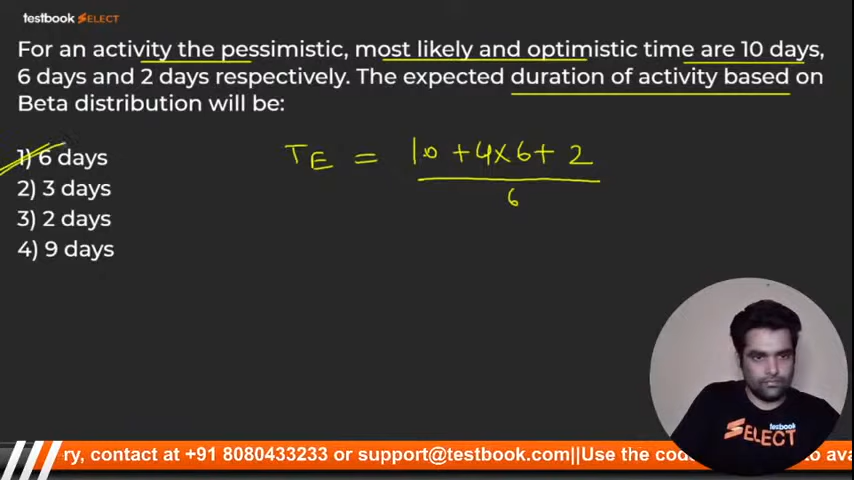 testbook SELECT
For an activity the pessimistic, most likely and optimistic time are 10 days,
6 days and 2 days respectively. The expected duration of activity based on
Beta distribution will be:
1) 6 days
2) 3 days
3) 2 days
4) 9 days
TE = 10 + 4x6 + 2
6
testbook
SELECT
ry, contact at +91 8080433233 or support@testbook.com||Use the cod to ava